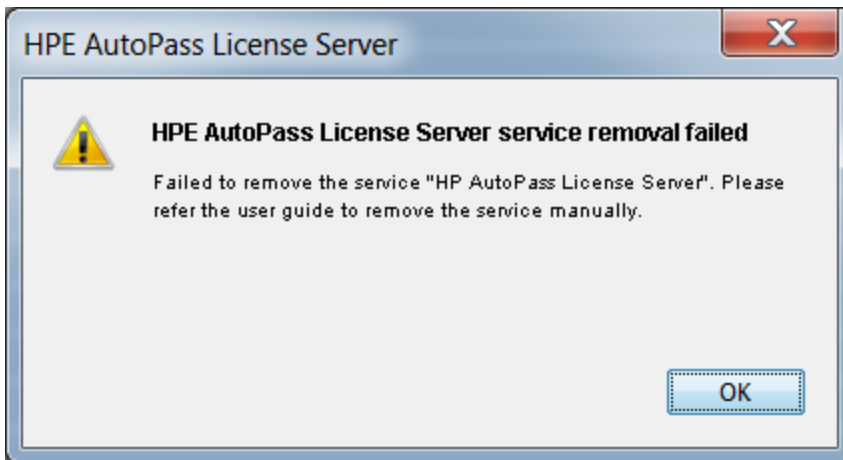 HPE AutoPass License Server
HPE AutoPass License Server service removal failed
Failed to remove the service "HP AutoPass License Server". Please
refer the user guide to remove the service manually.
OK